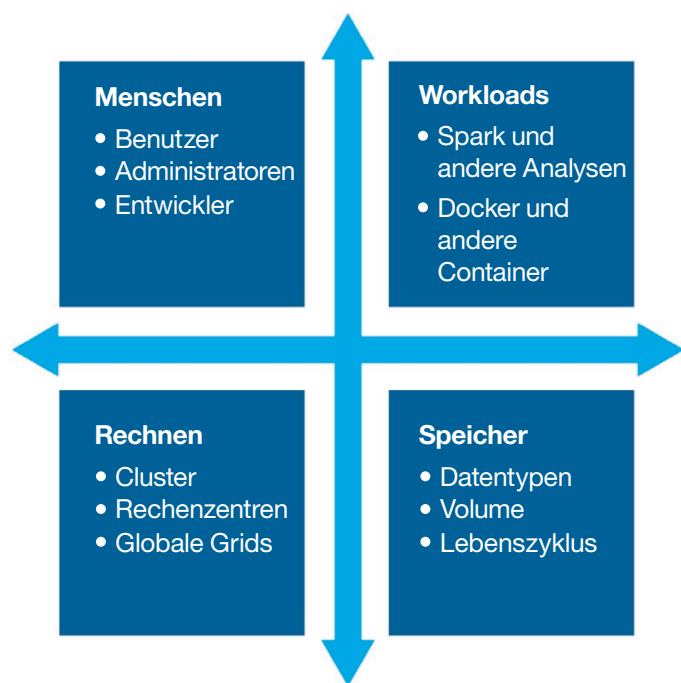 Menschen
• Benutzer
• Administratoren
• Entwickler
Workloads
• Spark und
andere Analysen
• Docker und
andere
Container
Rechnen
• Cluster
• Rechenzentren
• Globale Grids
Speicher
• Datentypen
• Volume
• Lebenszyklus